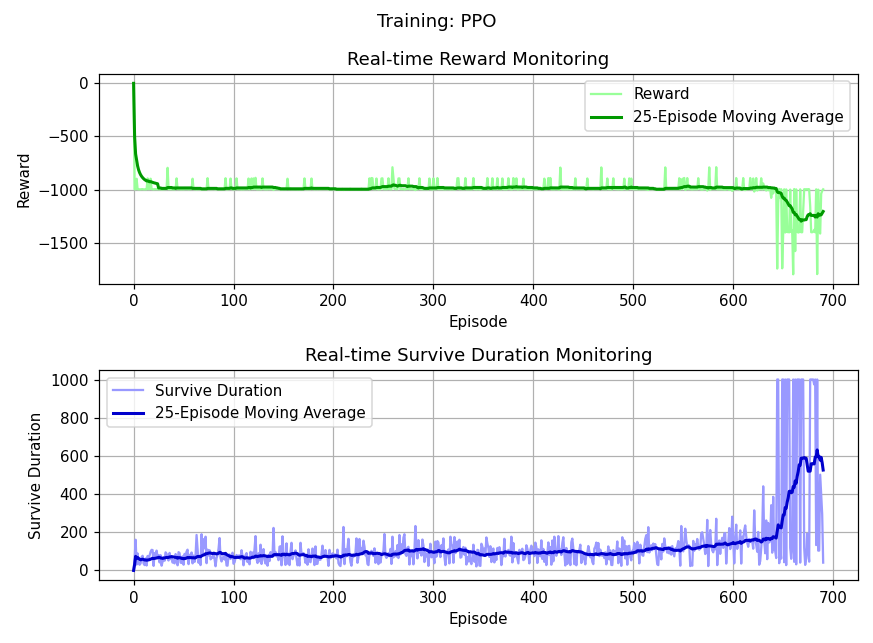 Training: PPO
Real-time Reward Monitoring
Reward
25-Episode Moving Average
0
−500
−1000
−1500
Reward
0 100 200 300 400 500 600 700
Episode
Real-time Survive Duration Monitoring
Survive Duration
25-Episode Moving Average
1000
800
600
400
200
0
Survive Duration
0 100 200 300 400 500 600 700
Episode